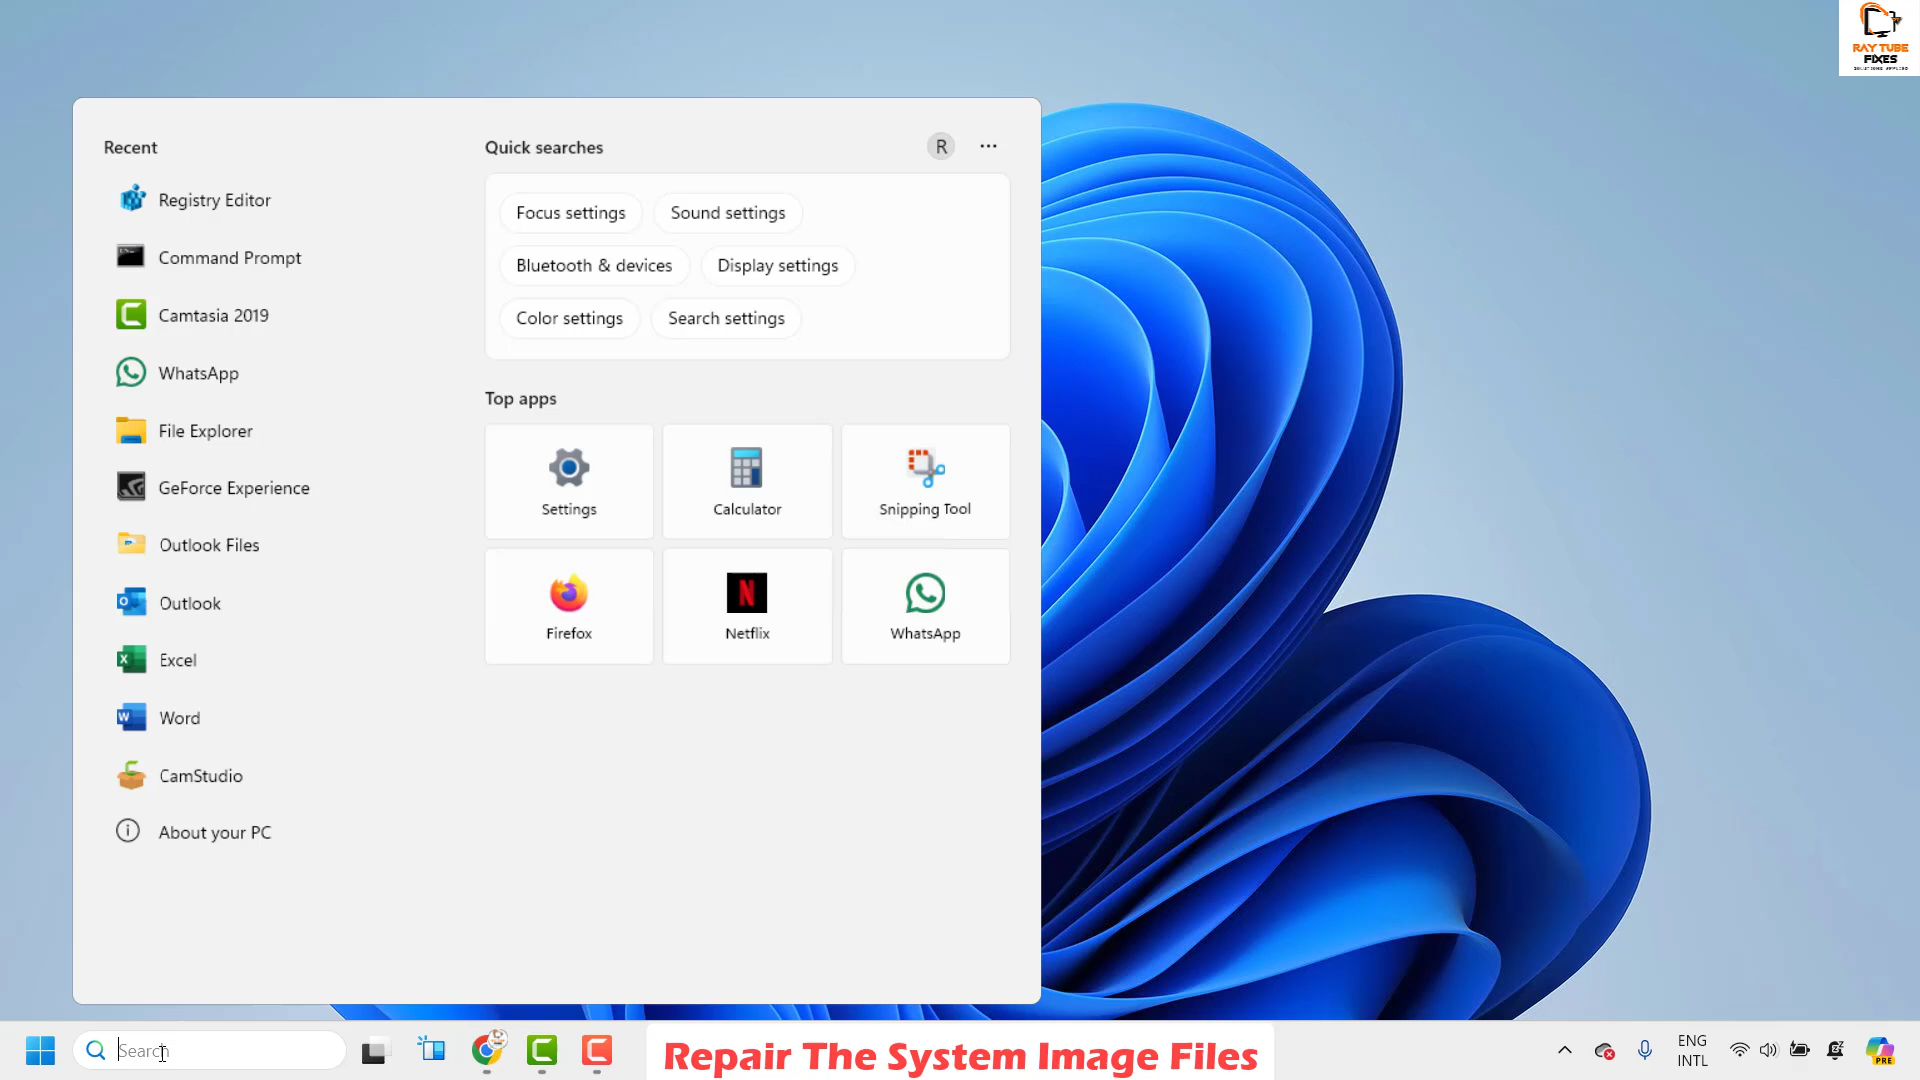 RAY TUBE
FIXES
Recent
Registry Editor
Command Prompt
Camtasia 2019
WhatsApp
File Explorer
GeForce Experience
Outlook Files
Outlook
Excel
Word
CamStudio
About your PC
Quick searches
R
Focus settings
Sound settings
Bluetooth & devices
Display settings
Color settings
Search settings
Top apps
Settings
Calculator
Snipping Tool
Firefox
Netflix
WhatsApp
Search
Repair The System Image Files
ENG
INTL
PRE